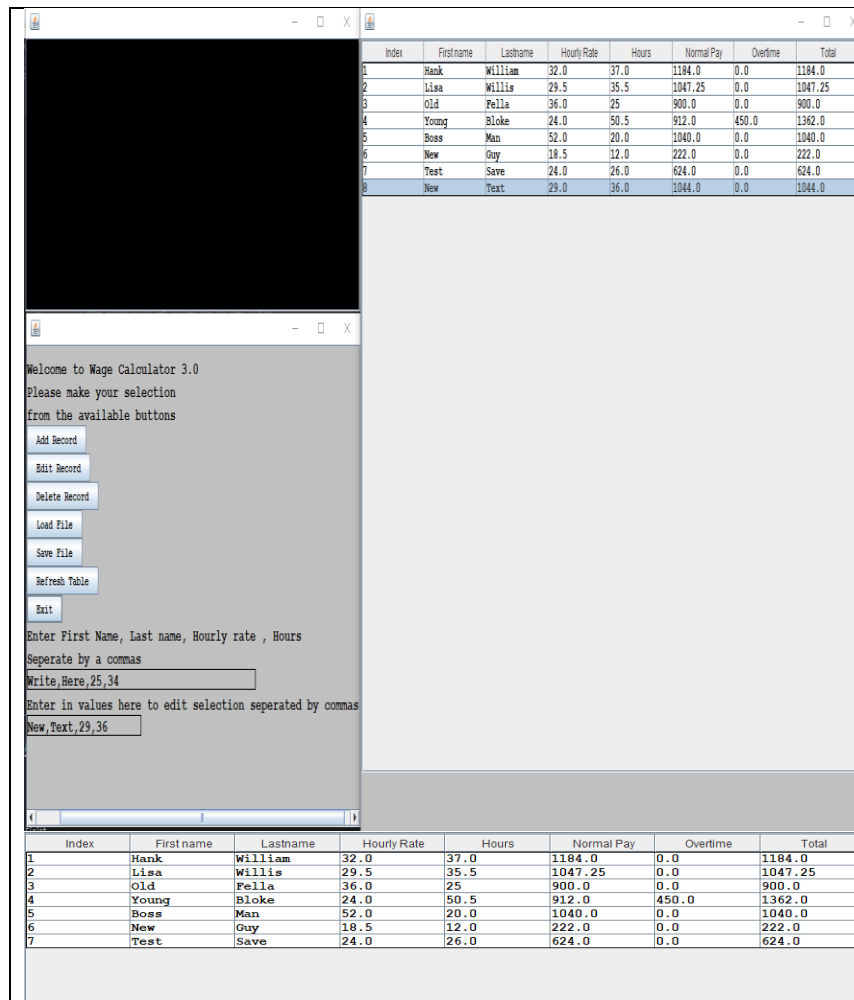 Index First name Lastname Hourly Rate Hours Normal Pay Overtime Total
1 Hank William 32.0 37.0 1184.0 0.0 1184.0
2 Lisa Willis 29.5 35.5 1047.25 0.0 1047.25
3 Old Fella 36.0 25 900.0 0.0 900.0
4 Young Bloke 24.0 50.5 912.0 450.0 1362.0
5 Boss Man 52.0 20.0 1040.0 0.0 1040.0
6 New Guy 18.5 12.0 222.0 0.0 222.0
7 Test Save 24.0 26.0 624.0 0.0 624.0
8 New Text 29.0 36.0 1044.0 0.0 1044.0
Welcome to Wage Calculator 3.0
Please make your selection
from the available buttons
Add Record
Edit Record
Delete Record
Load File
Save File
Refresh Table
Exit
Enter First Name, Last name, Hourly rate , Hours
Seperate by a commas
Write,Here,25,34
Enter in values here to edit selection seperated by commas
New,Text,29,36
Index First name Lastname Hourly Rate Hours Normal Pay Overtime Total
1 Hank William 32.0 37.0 1184.0 0.0 1184.0
2 Lisa Willis 29.5 35.5 1047.25 0.0 1047.25
3 Old Fella 36.0 25 900.0 0.0 900.0
4 Young Bloke 24.0 50.5 912.0 450.0 1362.0
5 Boss Man 52.0 20.0 1040.0 0.0 1040.0
6 New Guy 18.5 12.0 222.0 0.0 222.0
7 Test Save 24.0 26.0 624.0 0.0 624.0